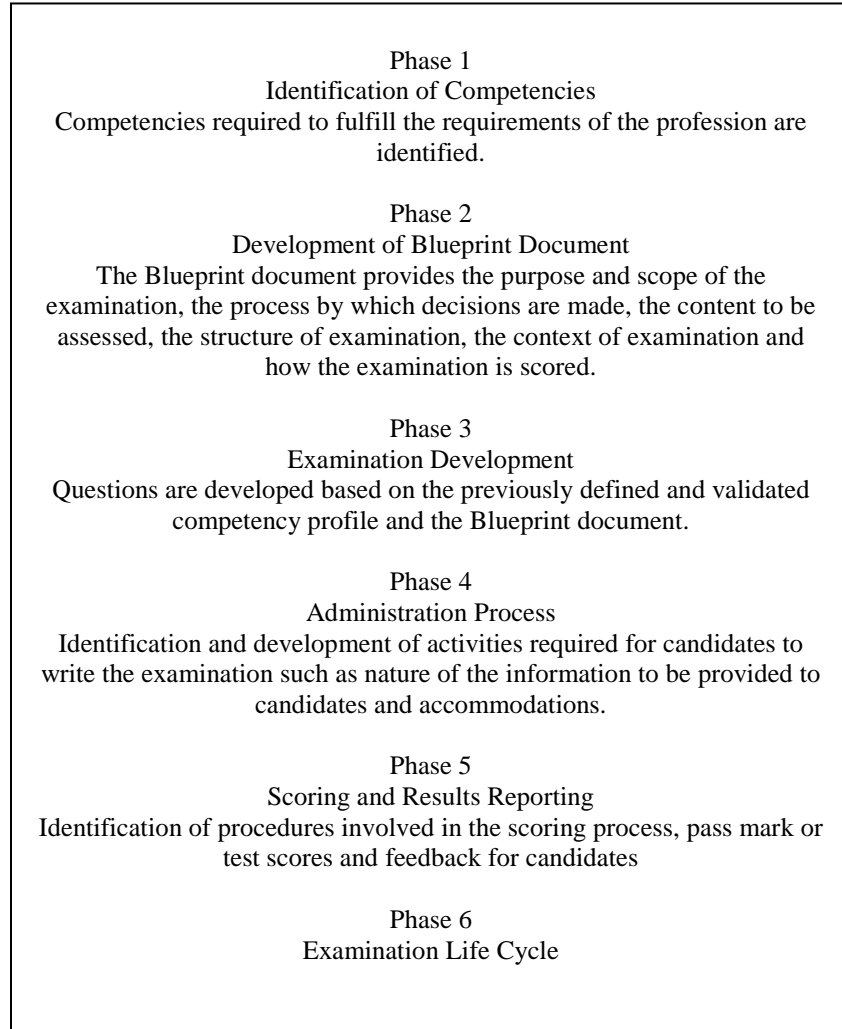 Phase 1
Identification of Competencies
Competencies required to fulfill the requirements of the profession are
identified.
Phase 2
Development of Blueprint Document
The Blueprint document provides the purpose and scope of the
examination, the process by which decisions are made, the content to be
assessed, the structure of examination, the context of examination and
how the examination is scored.
Phase 3
Examination Development
Questions are developed based on the previously defined and validated
competency profile and the Blueprint document.
Phase 4
Administration Process
Identification and development of activities required for candidates to
write the examination such as nature of the information to be provided to
candidates and accommodations.
Phase 5
Scoring and Results Reporting
Identification of procedures involved in the scoring process, pass mark or
test scores and feedback for candidates
Phase 6
Examination Life Cycle